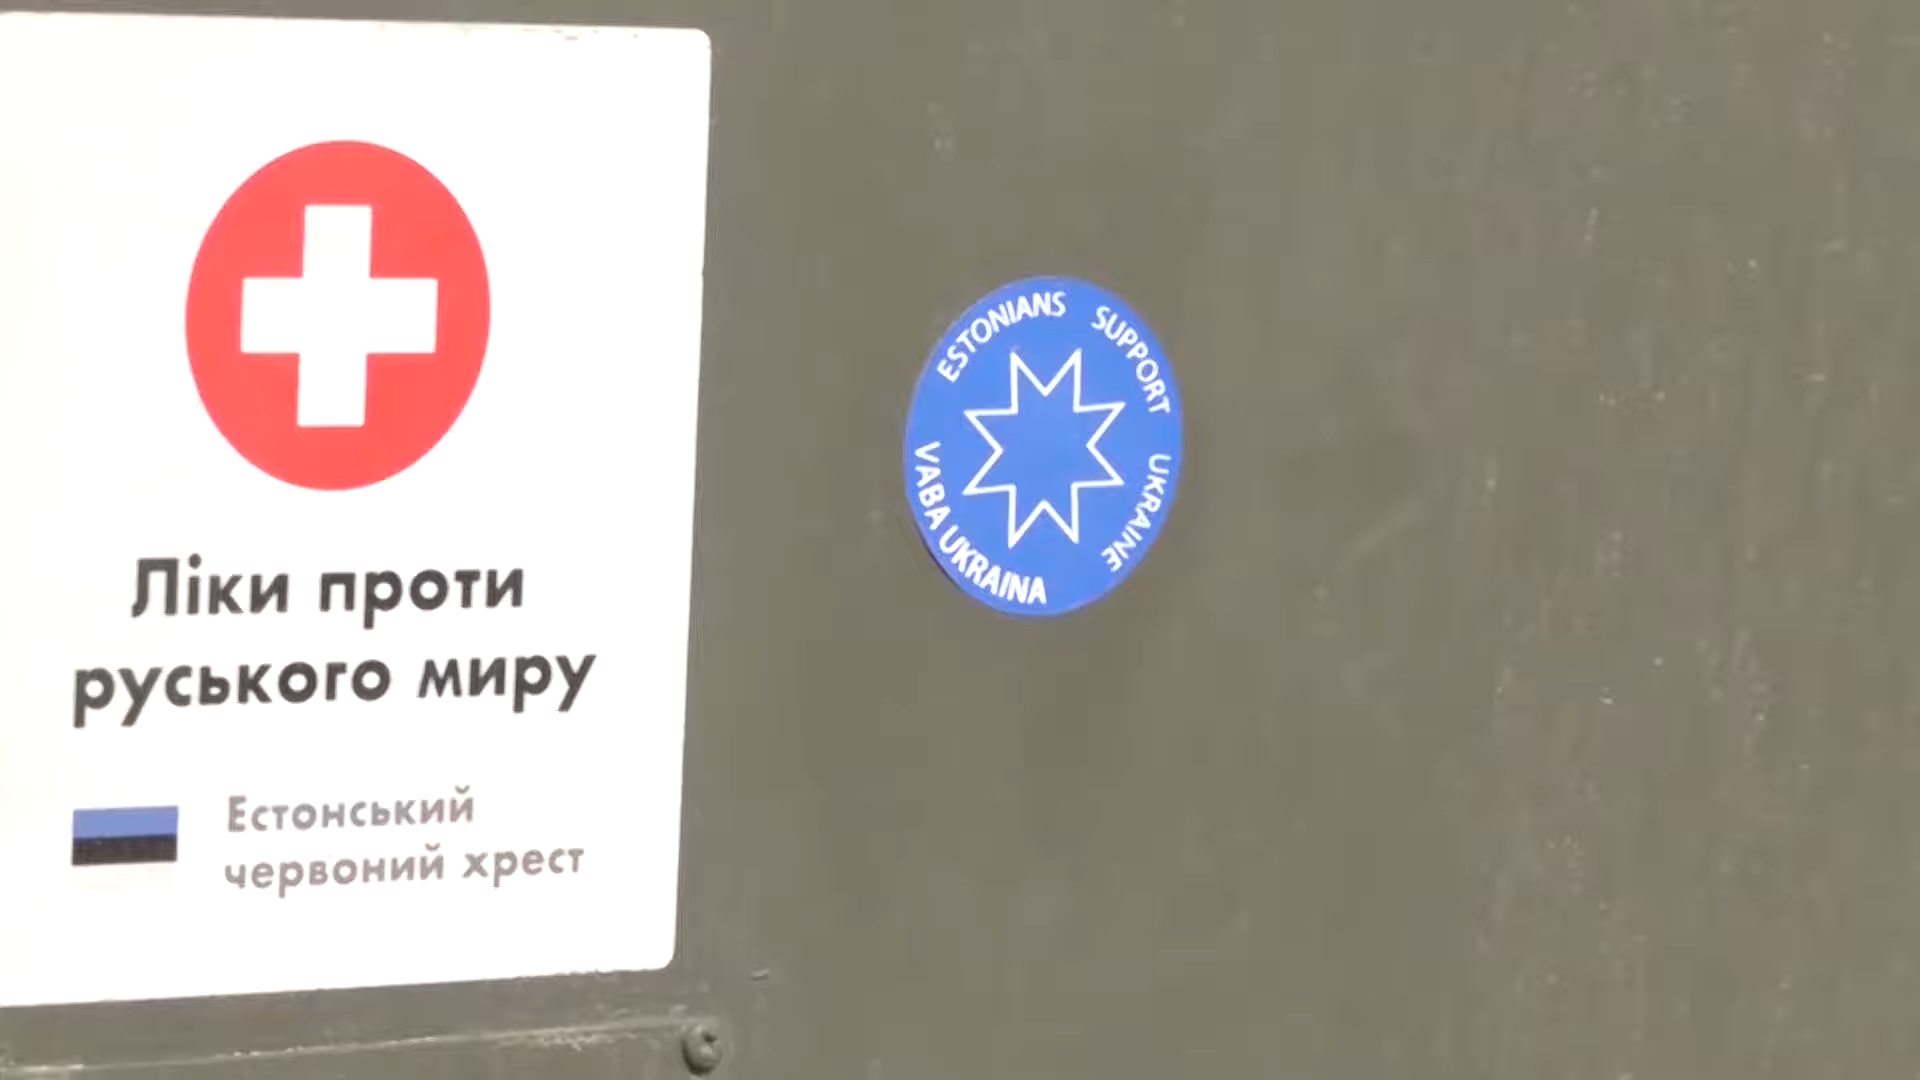 Ліки проти
руського миру
Естонський
червоний хрест
ESTONIANS SUPPORT UKRAINE
VABA UKRAINA